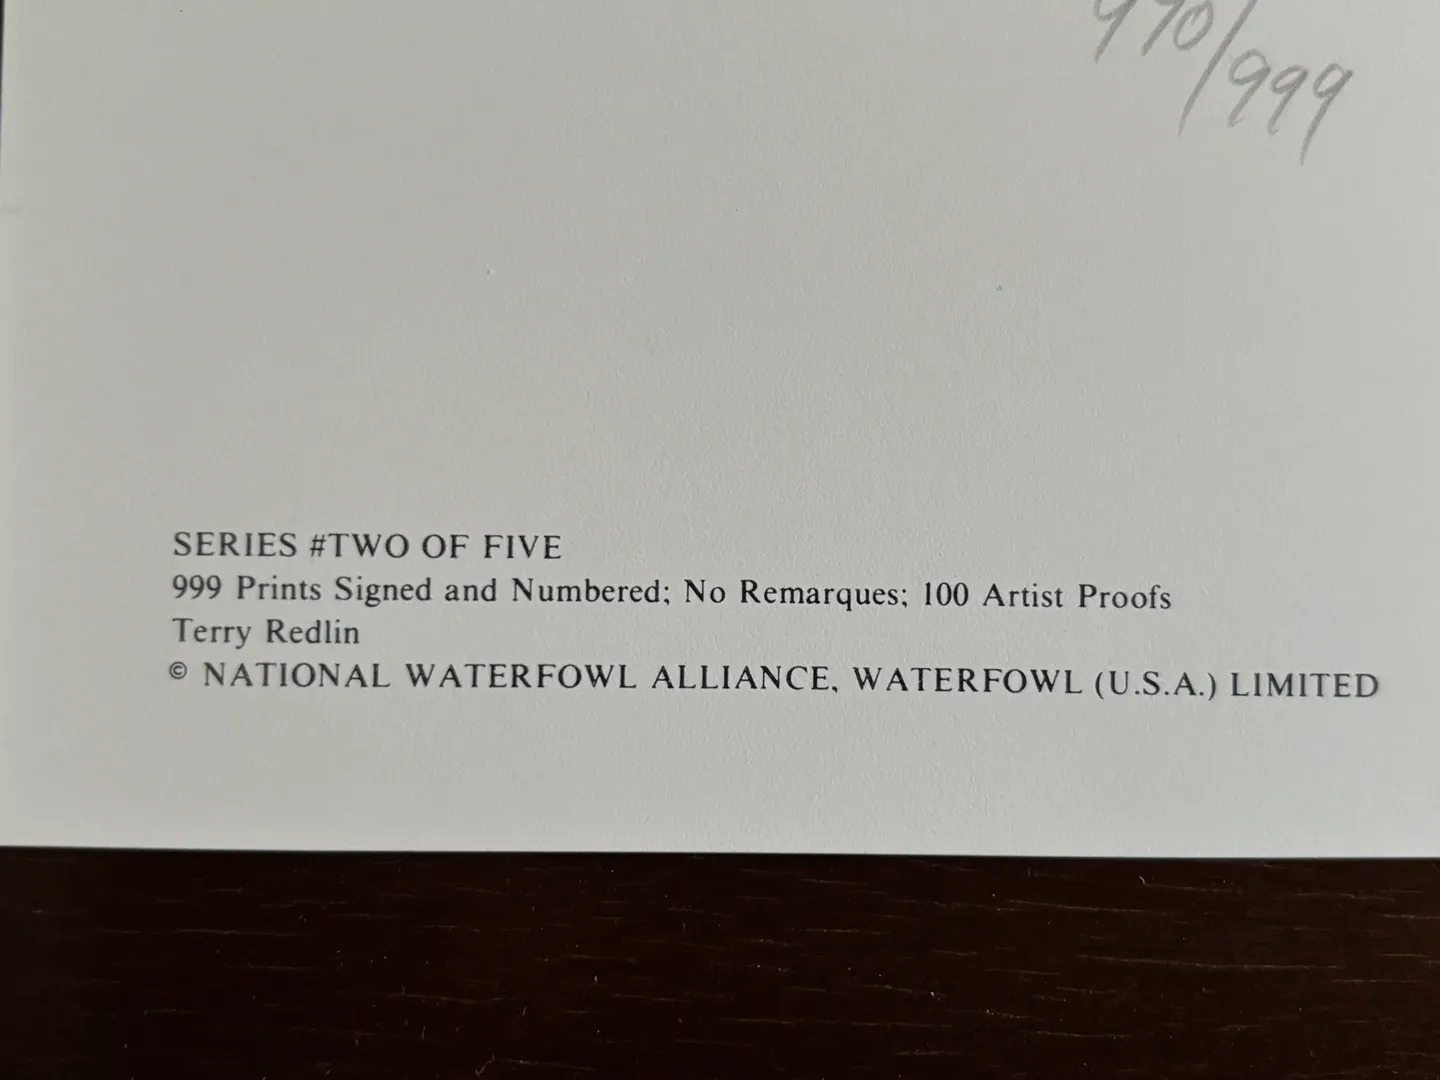 970/999
SERIES #TWO OF FIVE
999 Prints Signed and Numbered; No Remarques; 100 Artist Proofs
Terry Redlin
© NATIONAL WATERFOWL ALLIANCE, WATERFOWL (U.S.A.) LIMITED